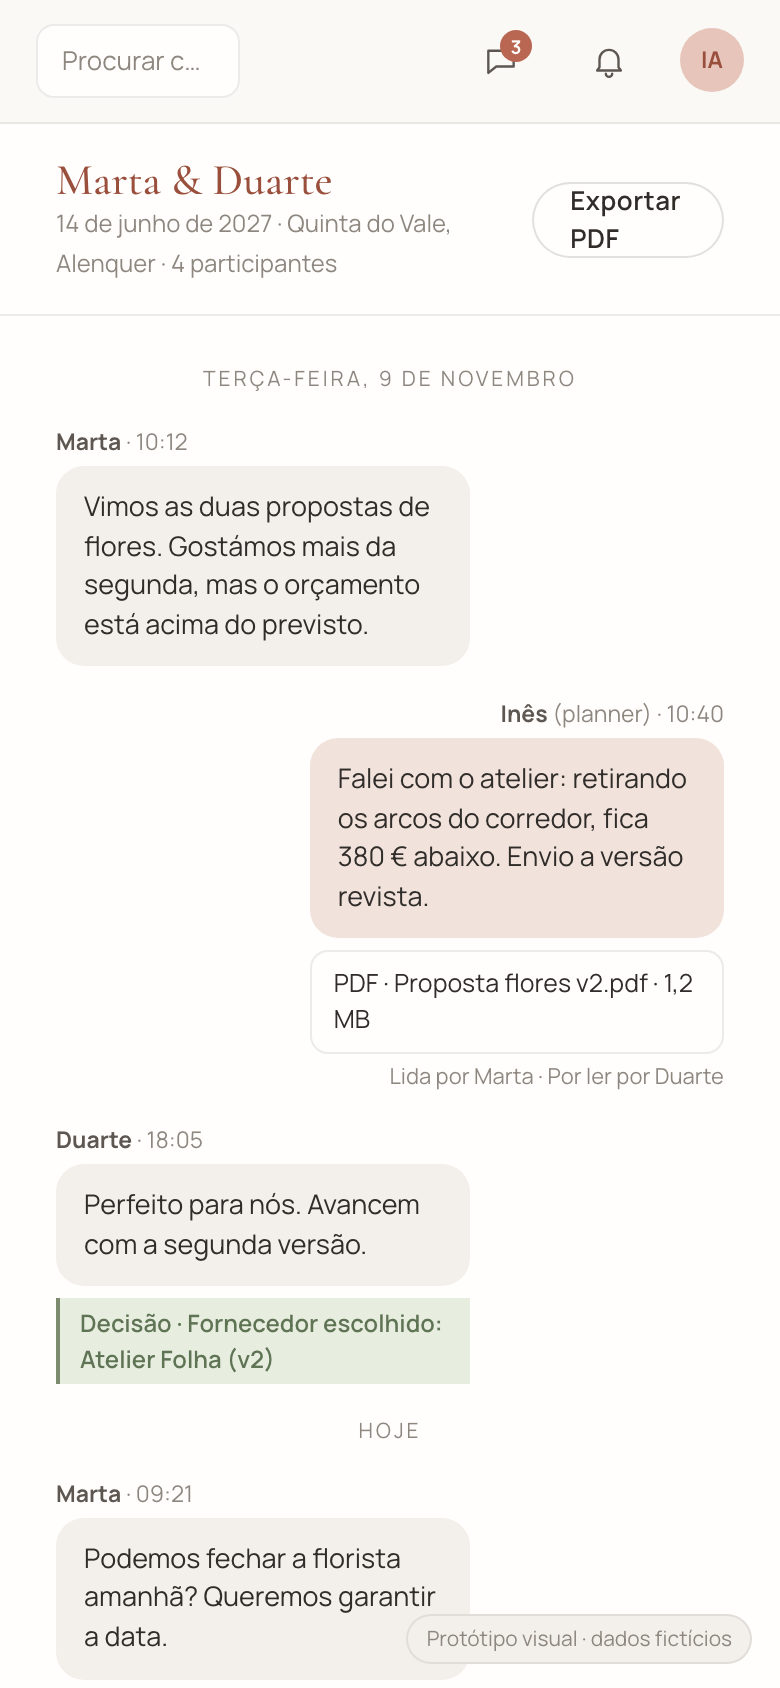 Procurar c...
3
IA
Marta & Duarte
14 de junho de 2027 · Quinta do Vale,
Alenquer · 4 participantes
Exportar
PDF
TERÇA-FEIRA, 9 DE NOVEMBRO
Marta · 10:12
Vimos as duas propostas de
flores. Gostámos mais da
segunda, mas o orçamento
está acima do previsto.
Inês (planner) · 10:40
Falei com o atelier: retirando
os arcos do corredor, fica
380 € abaixo. Envio a versão
revista.
PDF · Proposta flores v2.pdf · 1,2
MB
Lida por Marta · Por ler por Duarte
Duarte · 18:05
Perfeito para nós. Avancem
com a segunda versão.
Decisão · Fornecedor escolhido:
Atelier Folha (v2)
HOJE
Marta · 09:21
Podemos fechar a florista
amanhã? Queremos garantir
a data.
Protótipo visual · dados fictícios